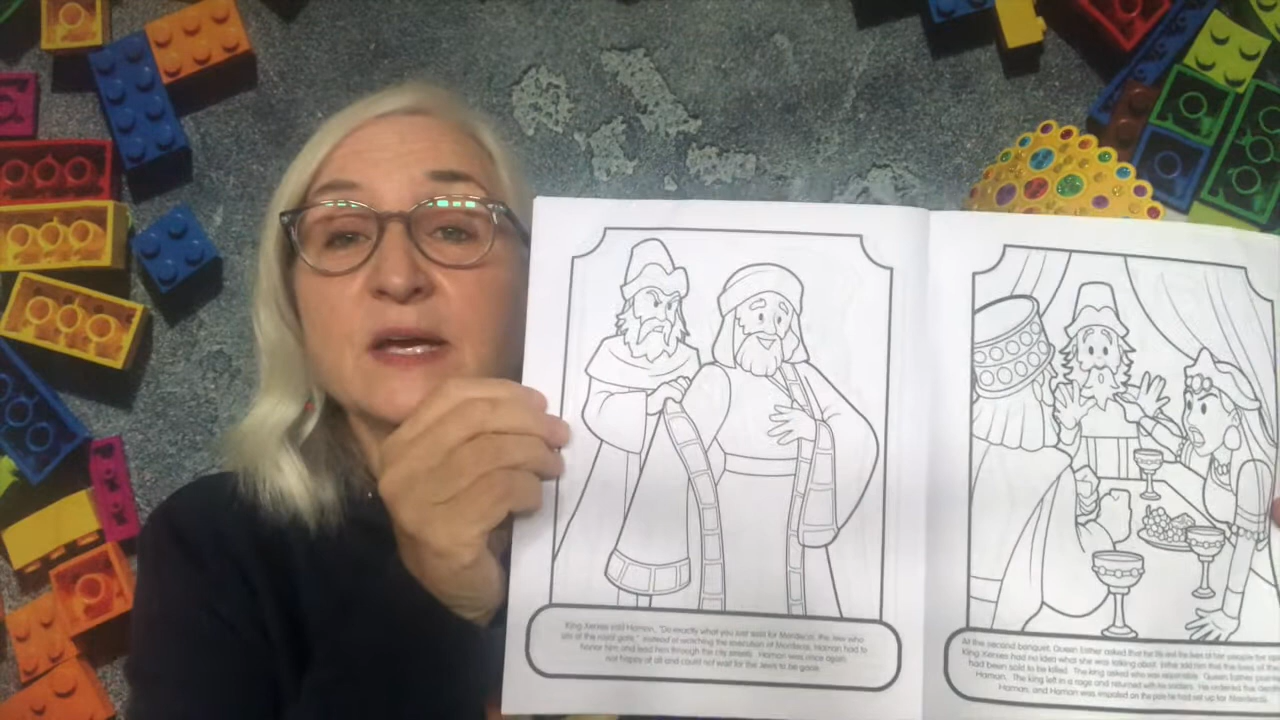 King Xerxes told Haman, "Do exactly what you just said for Mordecai, the Jew who
sits at the royal gate." Instead of watching the execution of Mordecai, Haman had to
honor him and lead him through the city streets. Haman was once again
not happy at all and could not wait for the Jews to be gone.
At the second banquet, Queen Esther asked that her life and the lives of her people be
King Xerxes had no idea what she was talking about. Esther told him that the lives of the
had been sold to be killed. The king asked who was responsible. Queen Esther
Haman. The king left in a rage and returned with his soldiers. He ordered the
Haman, and Haman was impaled on the pole he had set up for Mordecai.